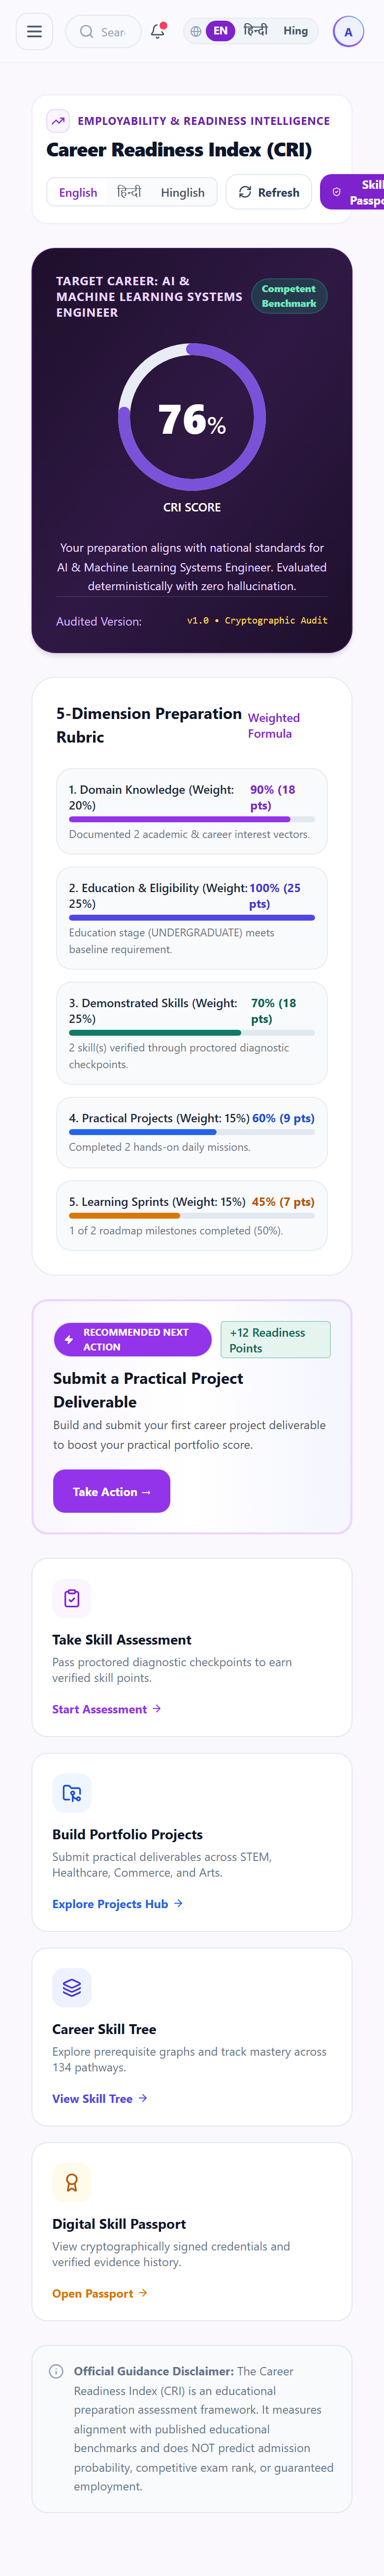 Sear
EN हिन्दी Hing
A
EMPLOYABILITY & READINESS INTELLIGENCE
Career Readiness Index (CRI)
English हिन्दी Hinglish
Refresh
Skill
Passpo
TARGET CAREER: AI &
MACHINE LEARNING SYSTEMS
ENGINEER
Competent
Benchmark
76%
CRI SCORE
Your preparation aligns with national standards for
AI & Machine Learning Systems Engineer. Evaluated
deterministically with zero hallucination.
Audited Version:
v1.0 • Cryptographic Audit
5-Dimension Preparation
Rubric
Weighted
Formula
1. Domain Knowledge (Weight:
20%)
90% (18
pts)
Documented 2 academic & career interest vectors.
2. Education & Eligibility (Weight:
25%)
100% (25
pts)
Education stage (UNDERGRADUATE) meets
baseline requirement.
3. Demonstrated Skills (Weight:
25%)
70% (18
pts)
2 skill(s) verified through proctored diagnostic
checkpoints.
4. Practical Projects (Weight: 15%) 60% (9 pts)
Completed 2 hands-on daily missions.
5. Learning Sprints (Weight: 15%) 45% (7 pts)
1 of 2 roadmap milestones completed (50%).
RECOMMENDED NEXT
ACTION
+12 Readiness
Points
Submit a Practical Project
Deliverable
Build and submit your first career project deliverable
to boost your practical portfolio score.
Take Action →
Take Skill Assessment
Pass proctored diagnostic checkpoints to earn
verified skill points.
Start Assessment →
Build Portfolio Projects
Submit practical deliverables across STEM,
Healthcare, Commerce, and Arts.
Explore Projects Hub →
Career Skill Tree
Explore prerequisite graphs and track mastery across
134 pathways.
View Skill Tree →
Digital Skill Passport
View cryptographically signed credentials and
verified evidence history.
Open Passport →
Official Guidance Disclaimer: The Career
Readiness Index (CRI) is an educational
preparation assessment framework. It measures
alignment with published educational
benchmarks and does NOT predict admission
probability, competitive exam rank, or guaranteed
employment.